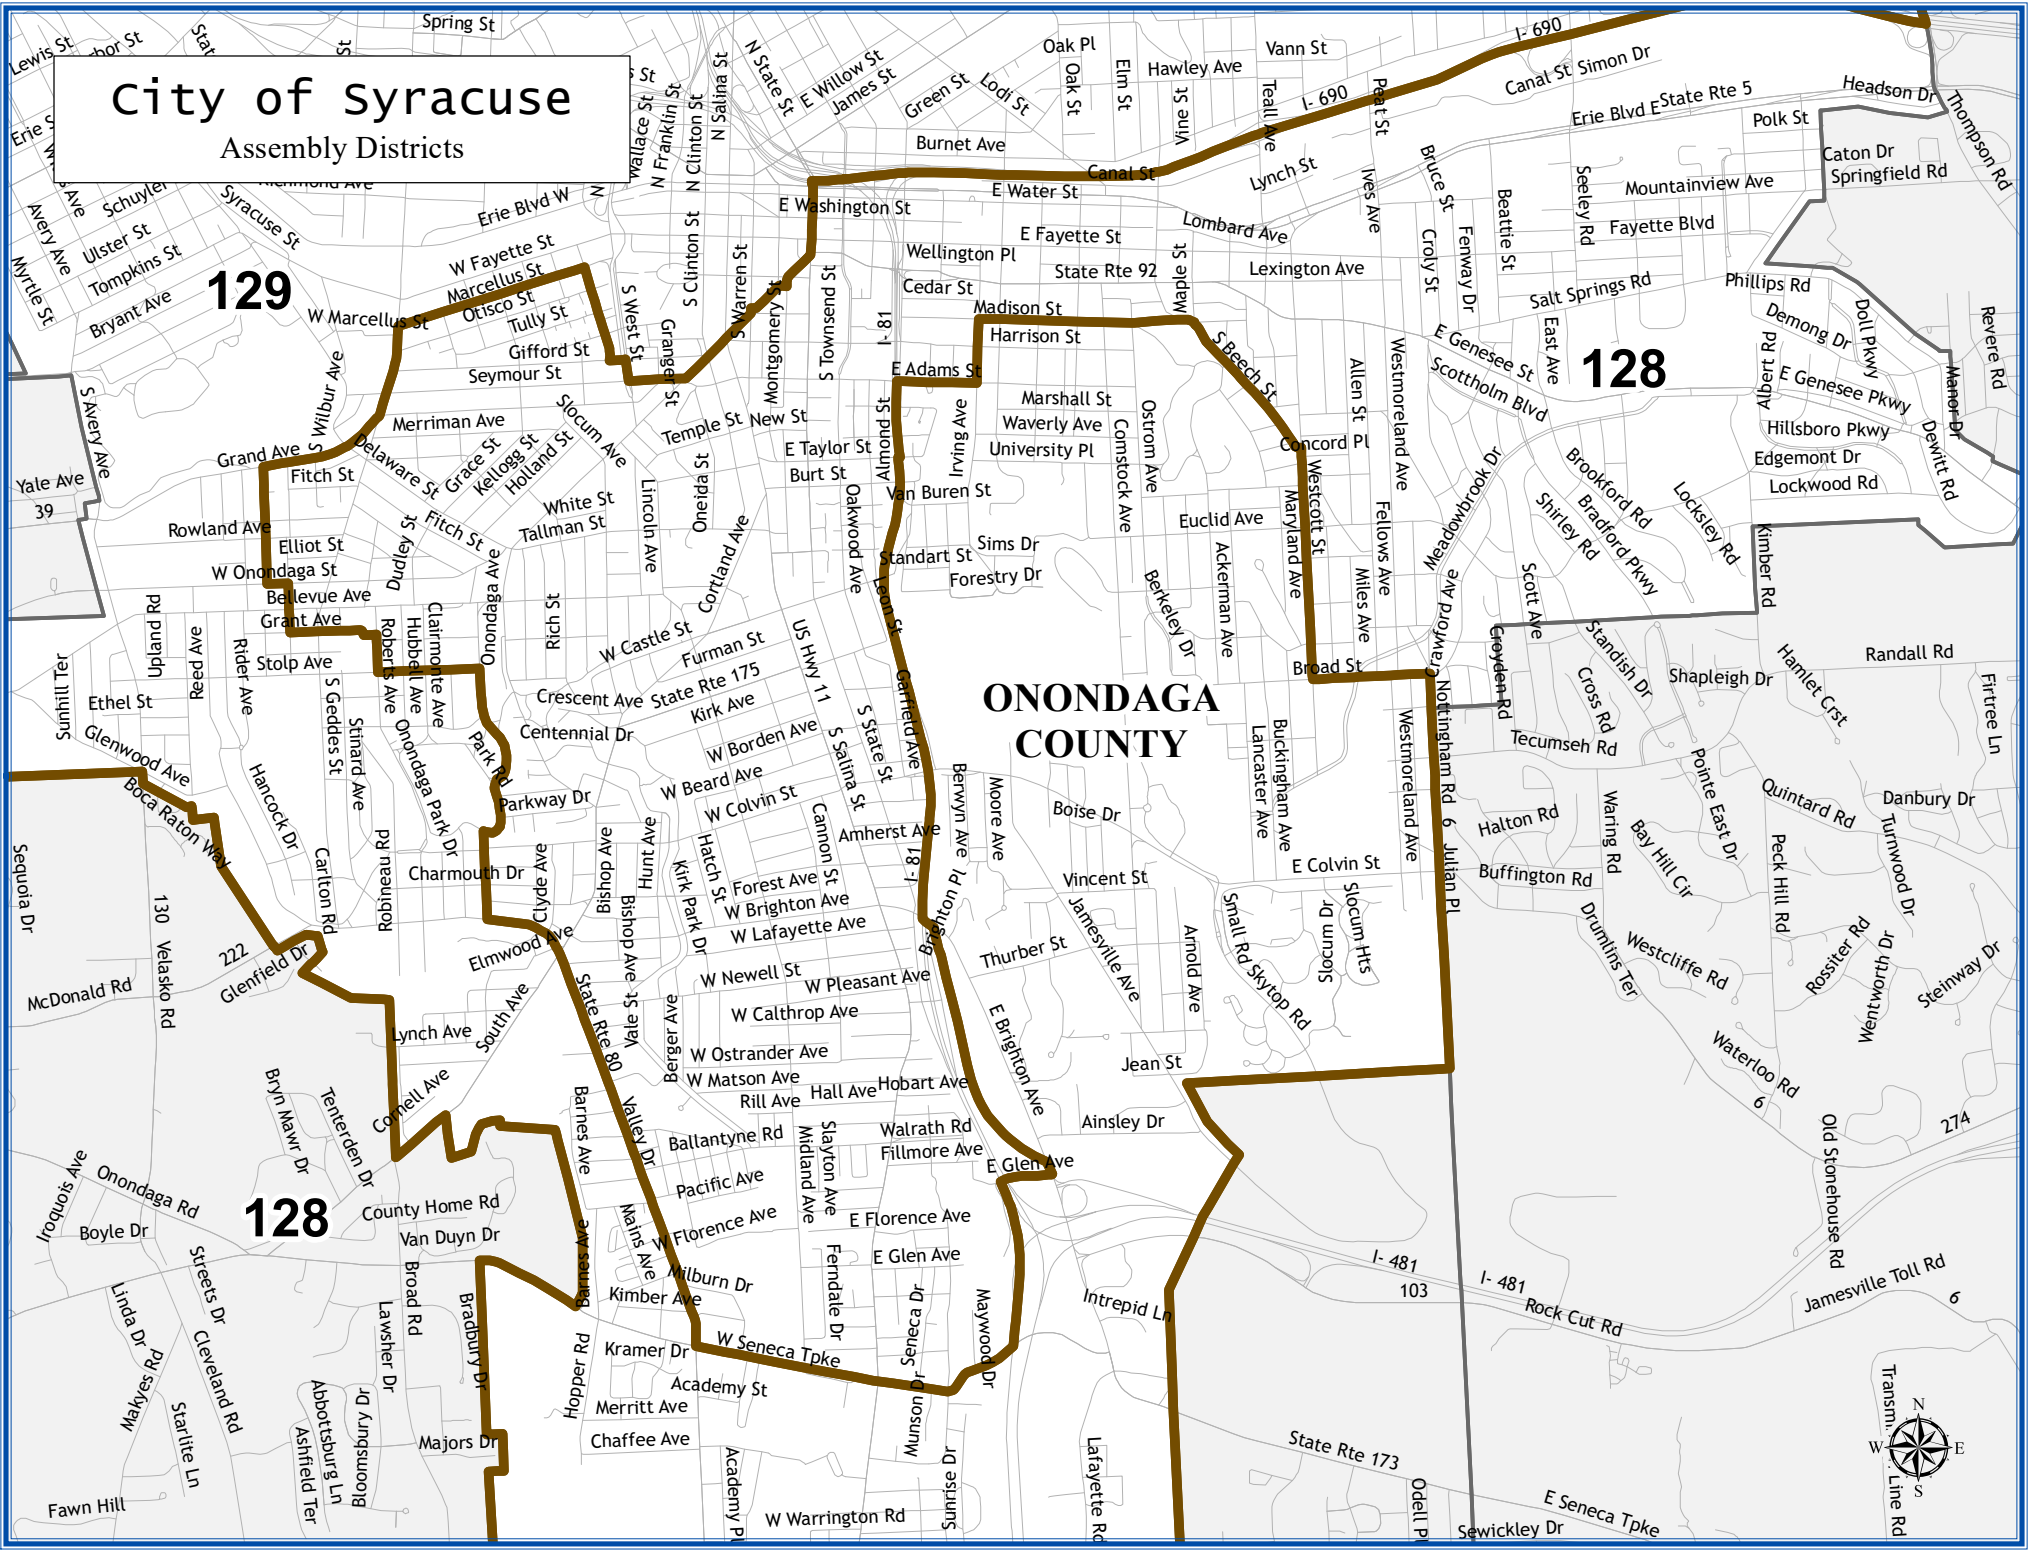 City of Syracuse
Assembly Districts
Spring St
Lewis St
St
N State St
E Willow St
James St
Green St
Lodi St
Oak Pl
Oak St
Elm St
Hawley Ave
Vine St
Vann St
Teall Ave
I- 690
Peat St
I- 690
Canal St
Simon Dr
Erie Blvd E
State Rte 5
Headson Dr
Polk St
Thompson Rd
Wallace St
N Franklin St
N Clinton St
N Salina St
Burnet Ave
Canal St
E Water St
Lynch St
Ives Ave
Bruce St
Caton Dr
Springfield Rd
Mountainview Ave
Seeley Rd
Beattie St
Fayette Blvd
Richmond Ave
Schuyler
Avery Ave
Ulster St
Tompkins St
Myrtle St
Bryant Ave
Syracuse St
Erie Blvd W
W Fayette St
Marcellus St
Otisco St
Tully St
W Marcellus St
129
E Washington St
S Clinton St
S Warren St
Montgomery St
S Townsend St
S West St
Granger St
I- 81
E Fayette St
Wellington Pl
State Rte 92
Cedar St
Madison St
Harrison St
Maple St
Lombard Ave
Lexington Ave
Croly St
Fenway Dr
Salt Springs Rd
Phillips Rd
Demong Dr
Doll Pkwy
Revere Rd
E Genesee St
East Ave
128
Albert Rd
E Genesee Pkwy
Manor Dr
Scottholm Blvd
Hillsboro Pkwy
Edgemont Dr
Lockwood Rd
Dewitt Rd
Gifford St
Seymour St
S Wilbur Ave
S Avery Ave
Merriman Ave
Slocum Ave
Temple St
New St
E Adams St
Almond St
Irving Ave
Marshall St
Waverly Ave
University Pl
Comstock Ave
Ostrom Ave
S Beech St
Allen St
Westmoreland Ave
Concord Pl
Westcott St
Maryland Ave
Fellows Ave
Meadowbrook Dr
Brookford Rd
Bradford Pkwy
Shirley Rd
Locksley Rd
Kimber Rd
Yale Ave
39
Grand Ave
Fitch St
Delaware St
Grace St
Kellogg St
Holland St
E Taylor St
Burt St
Van Buren St
Oneida St
Lincoln Ave
White St
Tallman St
Fitch St
Dudley St
Rowland Ave
Elliot St
W Onondaga St
Bellevue Ave
Grant Ave
Stolp Ave
Oakwood Ave
Cortland Ave
Standart St
Sims Dr
Forestry Dr
Leon St
Euclid Ave
Ackerman Ave
Berkeley Dr
Miles Ave
Crawford Ave
Scott Ave
Croyden Rd
Standish Dr
Cross Rd
Shapleigh Dr
Hamlet Crst
Randall Rd
Firtree Ln
Upland Rd
Reed Ave
Rider Ave
Sunhill Ter
Ethel St
Glenwood Ave
Boca Raton Way
S Geddes St
Stinard Ave
Roberts Ave
Hubbell Ave
Clairmonte Ave
Onondaga Ave
Onondaga Park Dr
Park Rd
Rich St
W Castle St
Furman St
State Rte 175
Crescent Ave
Kirk Ave
Centennial Dr
W Borden Ave
W Beard Ave
W Colvin St
Parkway Dr
US Hwy 11
S Salina St
S State St
Garfield Ave
ONONDAGA
COUNTY
Broad St
Lancaster Ave
Buckingham Ave
Westmoreland Ave
Nottingham Rd
6
Julian Pl
Tecumseh Rd
Pointe East Dr
Quintard Rd
Danbury Dr
Turnwood Dr
Halton Rd
Waring Rd
Bay Hill Cir
Peck Hill Rd
Buffington Rd
Drumlins Ter
Westcliffe Rd
Rossiter Rd
Wentworth Dr
Steinway Dr
Waterloo Rd
6
Hancock Dr
Carlton Rd
Roman Rd
Charmouth Dr
Clyde Ave
Bishop Ave
Hunt Ave
Kirk Park Dr
Hatch St
Cannon St
Amherst Ave
Forest Ave
W Brighton Ave
W Lafayette Ave
I- 81
Brighton Pl
Berwyn Ave
Moore Ave
Boise Dr
Vincent St
E Colvin St
Jamesville Ave
Arnold Ave
Small Rd
Skytop Rd
Slocum Dr
Slocum Hts
Thurber St
Sequoia Dr
130
Velasko Rd
222
Glenfield Dr
McDonald Rd
Elmwood Ave
South Ave
Lynch Ave
Cornell Ave
State Rte 80
Bishop Ave
Vale St
Berger Ave
W Newell St
W Pleasant Ave
W Calthrop Ave
W Ostrander Ave
W Matson Ave
Rill Ave
Hall Ave
Hobart Ave
E Brighton Ave
Jean St
Ainsley Dr
Bryn Mawr Dr
Tenterden Dr
Barnes Ave
Valley Dr
Ballantyne Rd
Midland Ave
Slayton Ave
Walrath Rd
Fillmore Ave
E Glen Ave
Pacific Ave
W Florence Ave
E Florence Ave
E Glen Ave
Iroquois Ave
Onondaga Rd
Boyle Dr
128
County Home Rd
Van Duyn Dr
Barnes Ave
Mains Ave
Milburn Dr
Kimber Ave
Ferndale Dr
Seneca Dr
Maywood Dr
Intrepid Ln
I- 481
103
I- 481
Rock Cut Rd
Old Stonehouse Rd
274
Jamesville Toll Rd
6
Linda Dr
Streets Dr
Cleveland Rd
Makyes Rd
Starlite Ln
Broad Rd
Lawsher Dr
Bradbury Dr
Hopper Rd
Kramer Dr
W Seneca Tpke
Academy St
Merritt Ave
Chaffee Ave
Majors Dr
Abbottsburg Ln
Ashfield Ter
Bloomsbury Dr
Fawn Hill
Academy Pl
Munson Dr
Sunrise Dr
W Warrington Rd
Lafayette Rd
State Rte 173
Odell Pl
E Seneca Tpke
Sewickley Dr
Line Rd
N
W
E
S